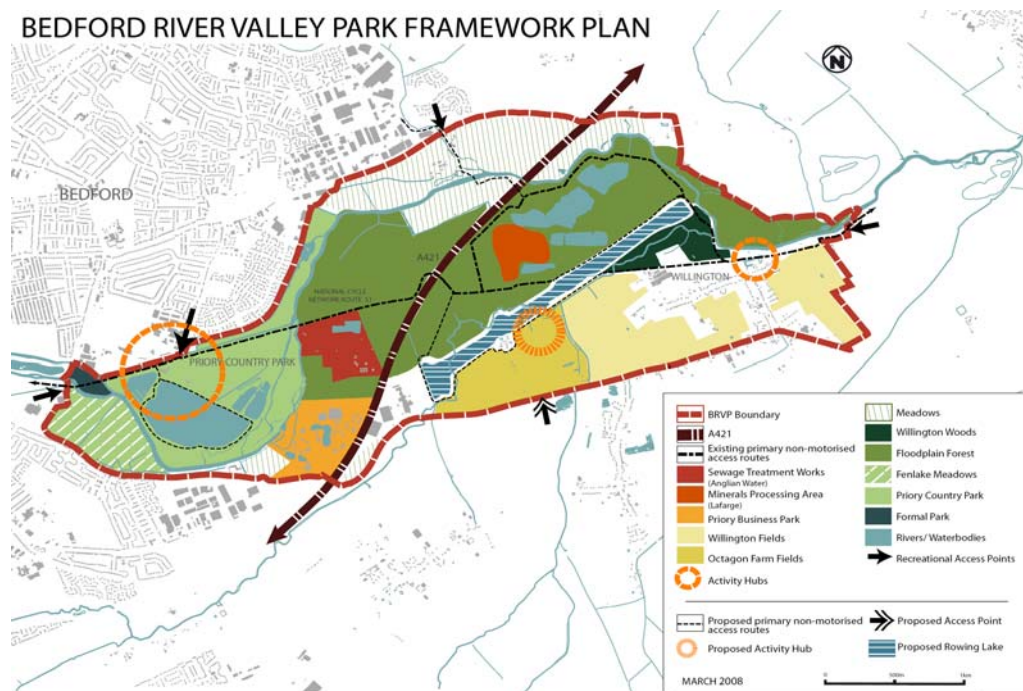 BEDFORD RIVER VALLEY PARK FRAMEWORK PLAN
N
BEDFORD
A421
NATIONAL CYCLE
NETWORK ROUTE 51
WILLINGTON
PRIORY COUNTRY PARK
BRVP Boundary
A421
Existing primary non-motorised
access routes
Sewage Treatment Works
(Anglian Water)
Minerals Processing Area
(Lafarge)
Priory Business Park
Willington Fields
Octagon Farm Fields
Activity Hubs
Meadows
Willington Woods
Floodplain Forest
Fenlake Meadows
Priory Country Park
Formal Park
Rivers/ Waterbodies
Recreational Access Points
Proposed primary non-motorised
access routes
Proposed Activity Hub
Proposed Access Point
Proposed Rowing Lake
MARCH 2008
0 500m 1km